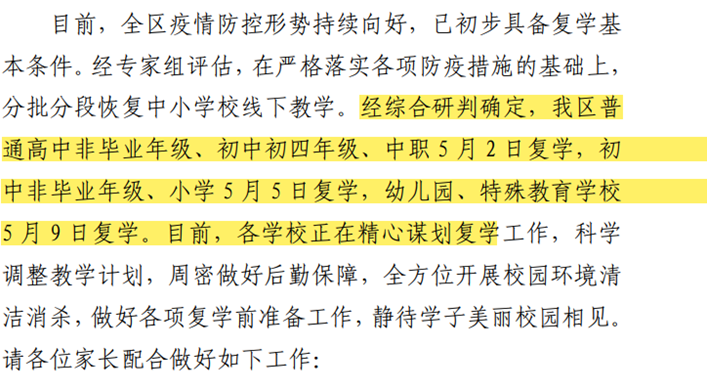 目前，全区疫情防控形势持续向好，已初步具备复学基
本条件。经专家组评估，在严格落实各项防疫措施的基础上，
分批分段恢复中小学校线下教学。经综合研判确定，我区普
通高中非毕业年级、初中初四年级、中职 5 月 2 日复学，初
中非毕业年级、小学 5 月 5 日复学，幼儿园、特殊教育学校
5 月 9 日复学。目前，各学校正在精心谋划复学工作，科学
调整教学计划，周密做好后勤保障，全方位开展校园环境清
洁消杀，做好各项复学前准备工作，静待学子美丽校园相见。
请各位家长配合做好如下工作：